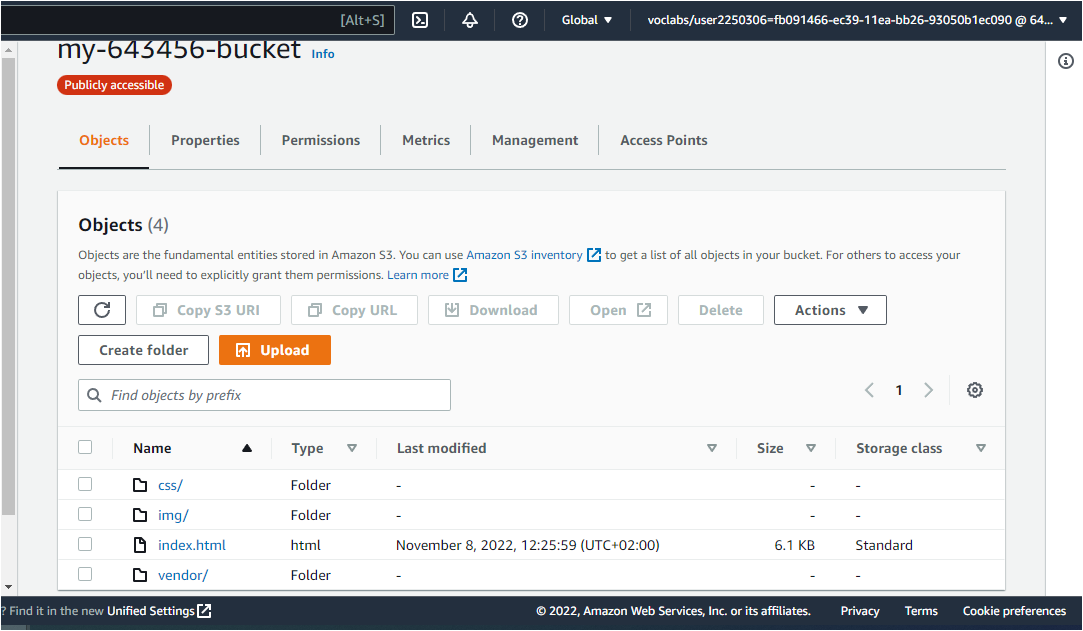 [Alt+S] Global voclabs/user2250306=fb091466-ec39-11ea-bb26-93050b1ec090 @ 64...
my-643456-bucket Info
Publicly accessible
Objects Properties Permissions Metrics Management Access Points
Objects (4)
Objects are the fundamental entities stored in Amazon S3. You can use Amazon S3 inventory to get a list of all objects in your bucket. For others to access your
objects, you'll need to explicitly grant them permissions. Learn more
Copy S3 URI Copy URL Download Open Delete Actions
Create folder Upload
Find objects by prefix 1
Name Type Last modified Size Storage class
css/ Folder - - -
img/ Folder - - -
index.html html November 8, 2022, 12:25:59 (UTC+02:00) 6.1 KB Standard
vendor/ Folder - - -
? Find it in the new Unified Settings © 2022, Amazon Web Services, Inc. or its affiliates. Privacy Terms Cookie preferences